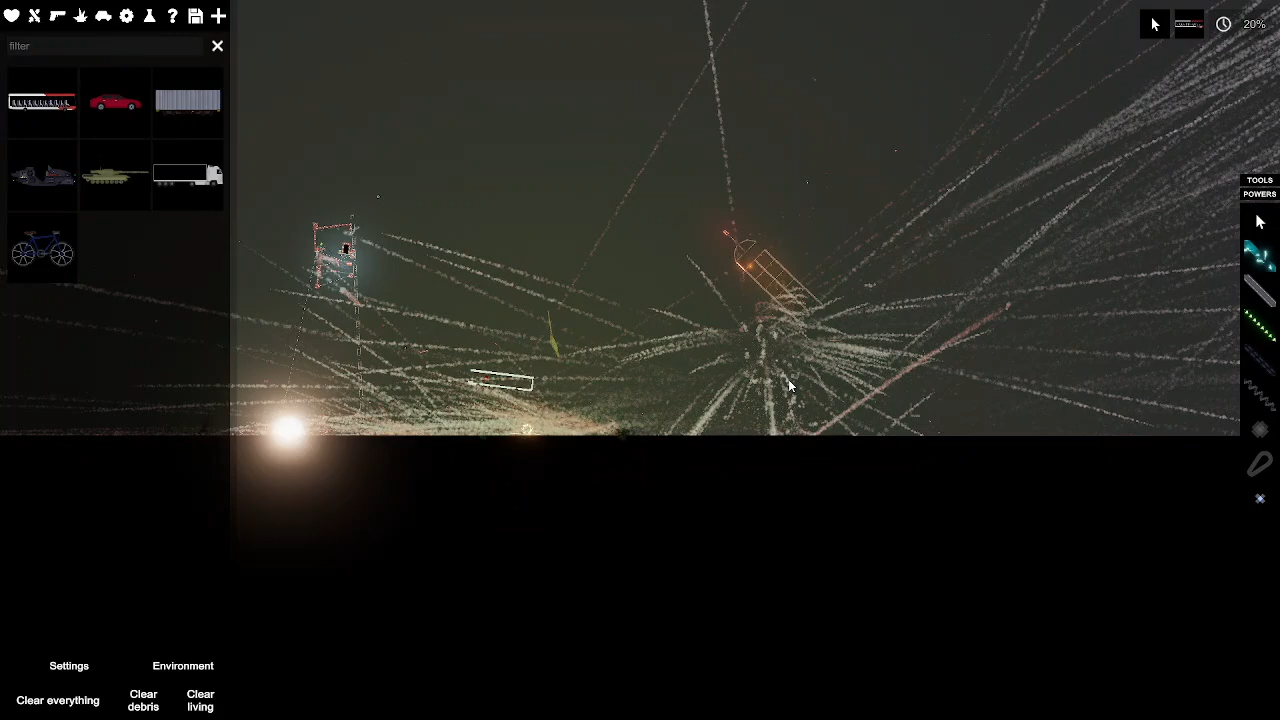 filter
20%
TOOLS
POWERS
Settings
Environment
Clear everything
Clear
debris
Clear
living